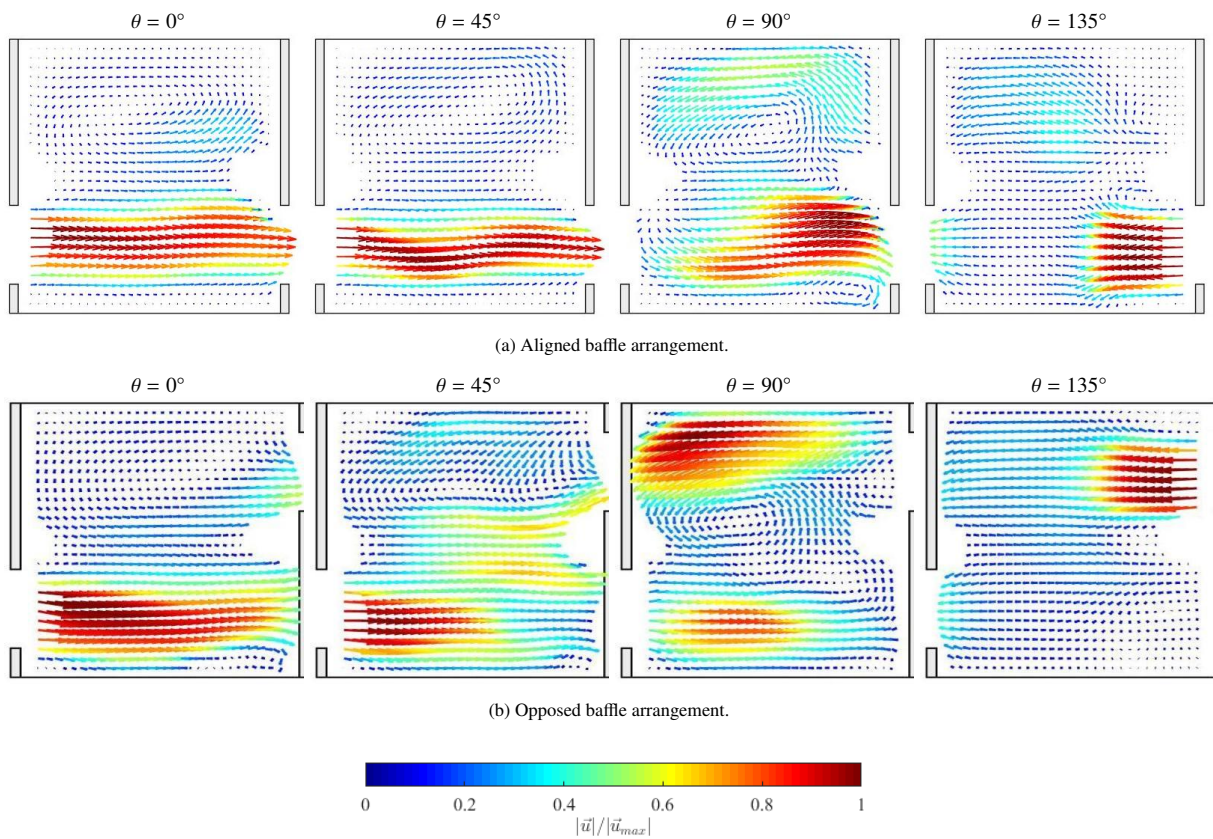 θ = 0° θ = 45° θ = 90° θ = 135°
(a) Aligned baffle arrangement.
θ = 0° θ = 45° θ = 90° θ = 135°
(b) Opposed baffle arrangement.
0 0.2 0.4 0.6 0.8 1
|u⃗|/|u⃗max|